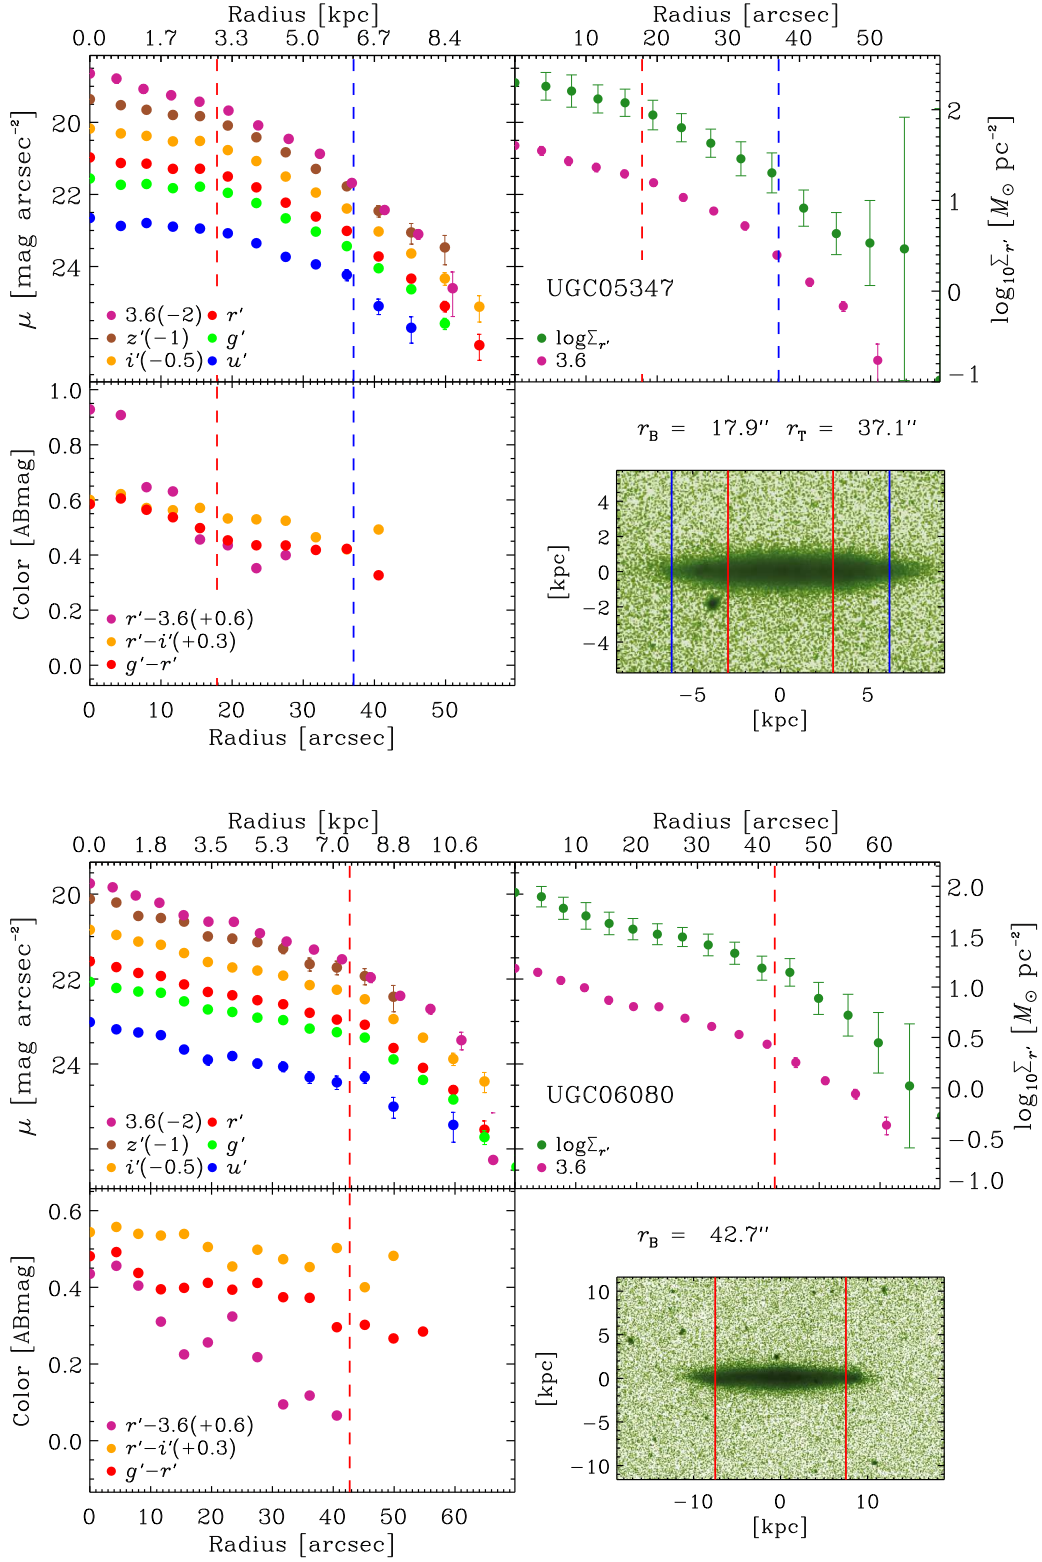 Radius [kpc] Radius [arcsec]
0.0 1.7 3.3 5.0 6.7 8.4 10 20 30 40 50
20
22
24
μ [mag arcsec⁻²]
2
1
0
−1
log₁₀Σr′ [M⊙ pc⁻²]
3.6(−2) r′
z′(−1) g′
i′(−0.5) u′
UGC05347
logΣr′
3.6
1.0
0.8
0.6
0.4
0.2
0.0
Color [ABmag]
r′−3.6(+0.6)
r′−i′(+0.3)
g′−r′
0 10 20 30 40 50
Radius [arcsec]
rB = 17.9″ rT = 37.1″
4
2
0
−2
−4
[kpc]
−5 0 5
[kpc]
Radius [kpc] Radius [arcsec]
0.0 1.8 3.5 5.3 7.0 8.8 10.6 10 20 30 40 50 60
20
22
24
μ [mag arcsec⁻²]
2.0
1.5
1.0
0.5
0.0
−0.5
−1.0
log₁₀Σr′ [M⊙ pc⁻²]
3.6(−2) r′
z′(−1) g′
i′(−0.5) u′
UGC06080
logΣr′
3.6
0.6
0.4
0.2
0.0
Color [ABmag]
r′−3.6(+0.6)
r′−i′(+0.3)
g′−r′
0 10 20 30 40 50 60
Radius [arcsec]
rB = 42.7″
10
5
0
−5
−10
[kpc]
−10 0 10
[kpc]